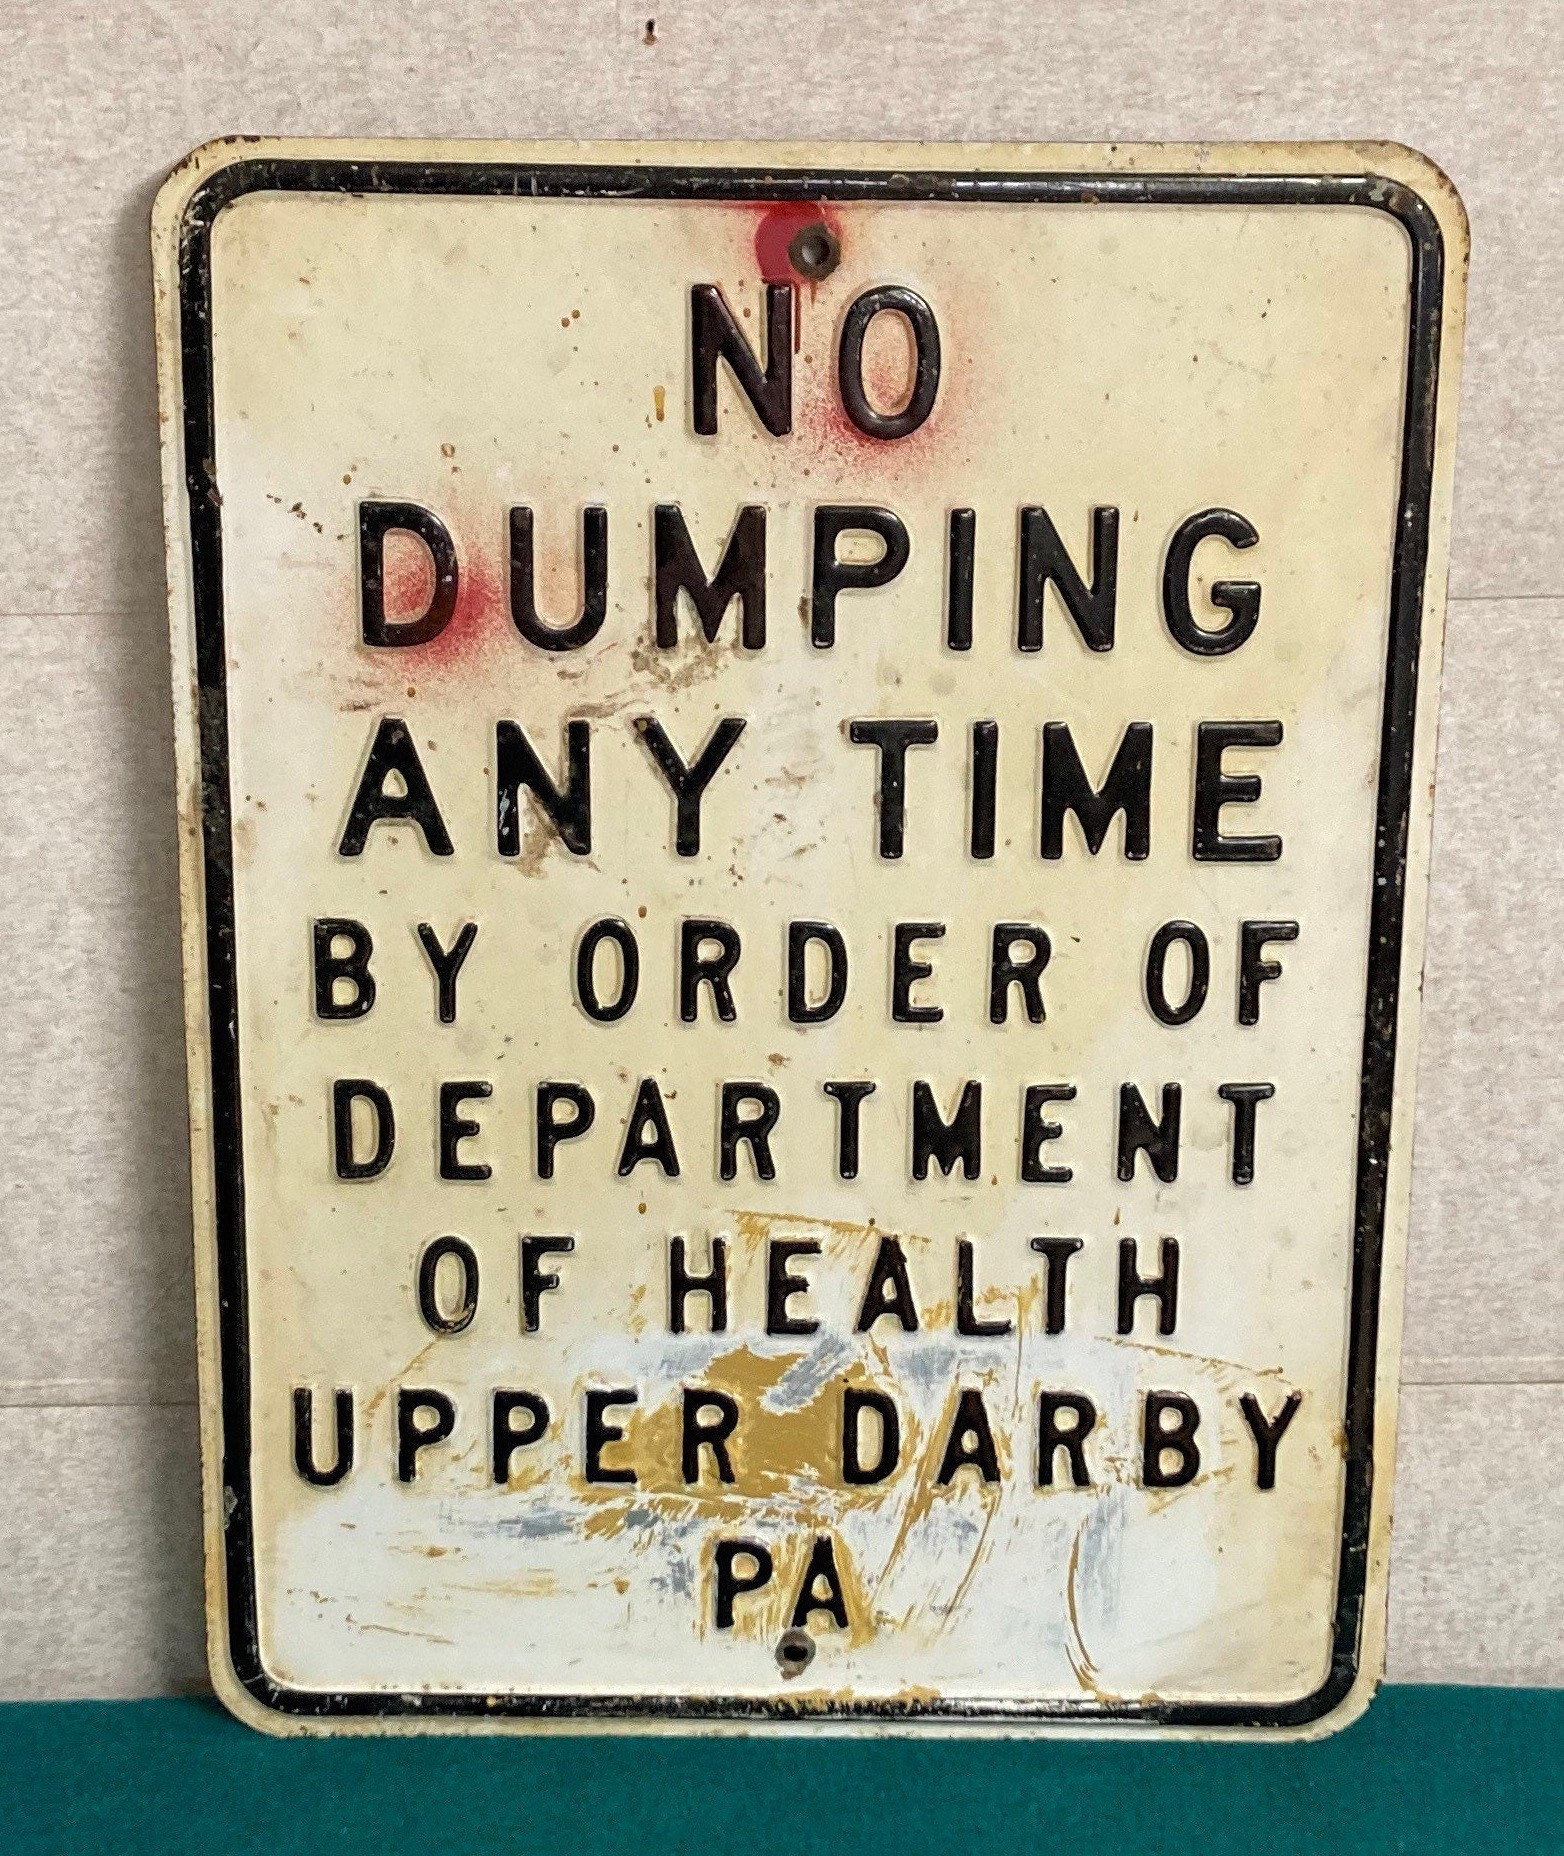 NO
DUMPING
ANY TIME
BY ORDER OF
DEPARTMENT
OF HEALTH
UPPER DARBY
PA